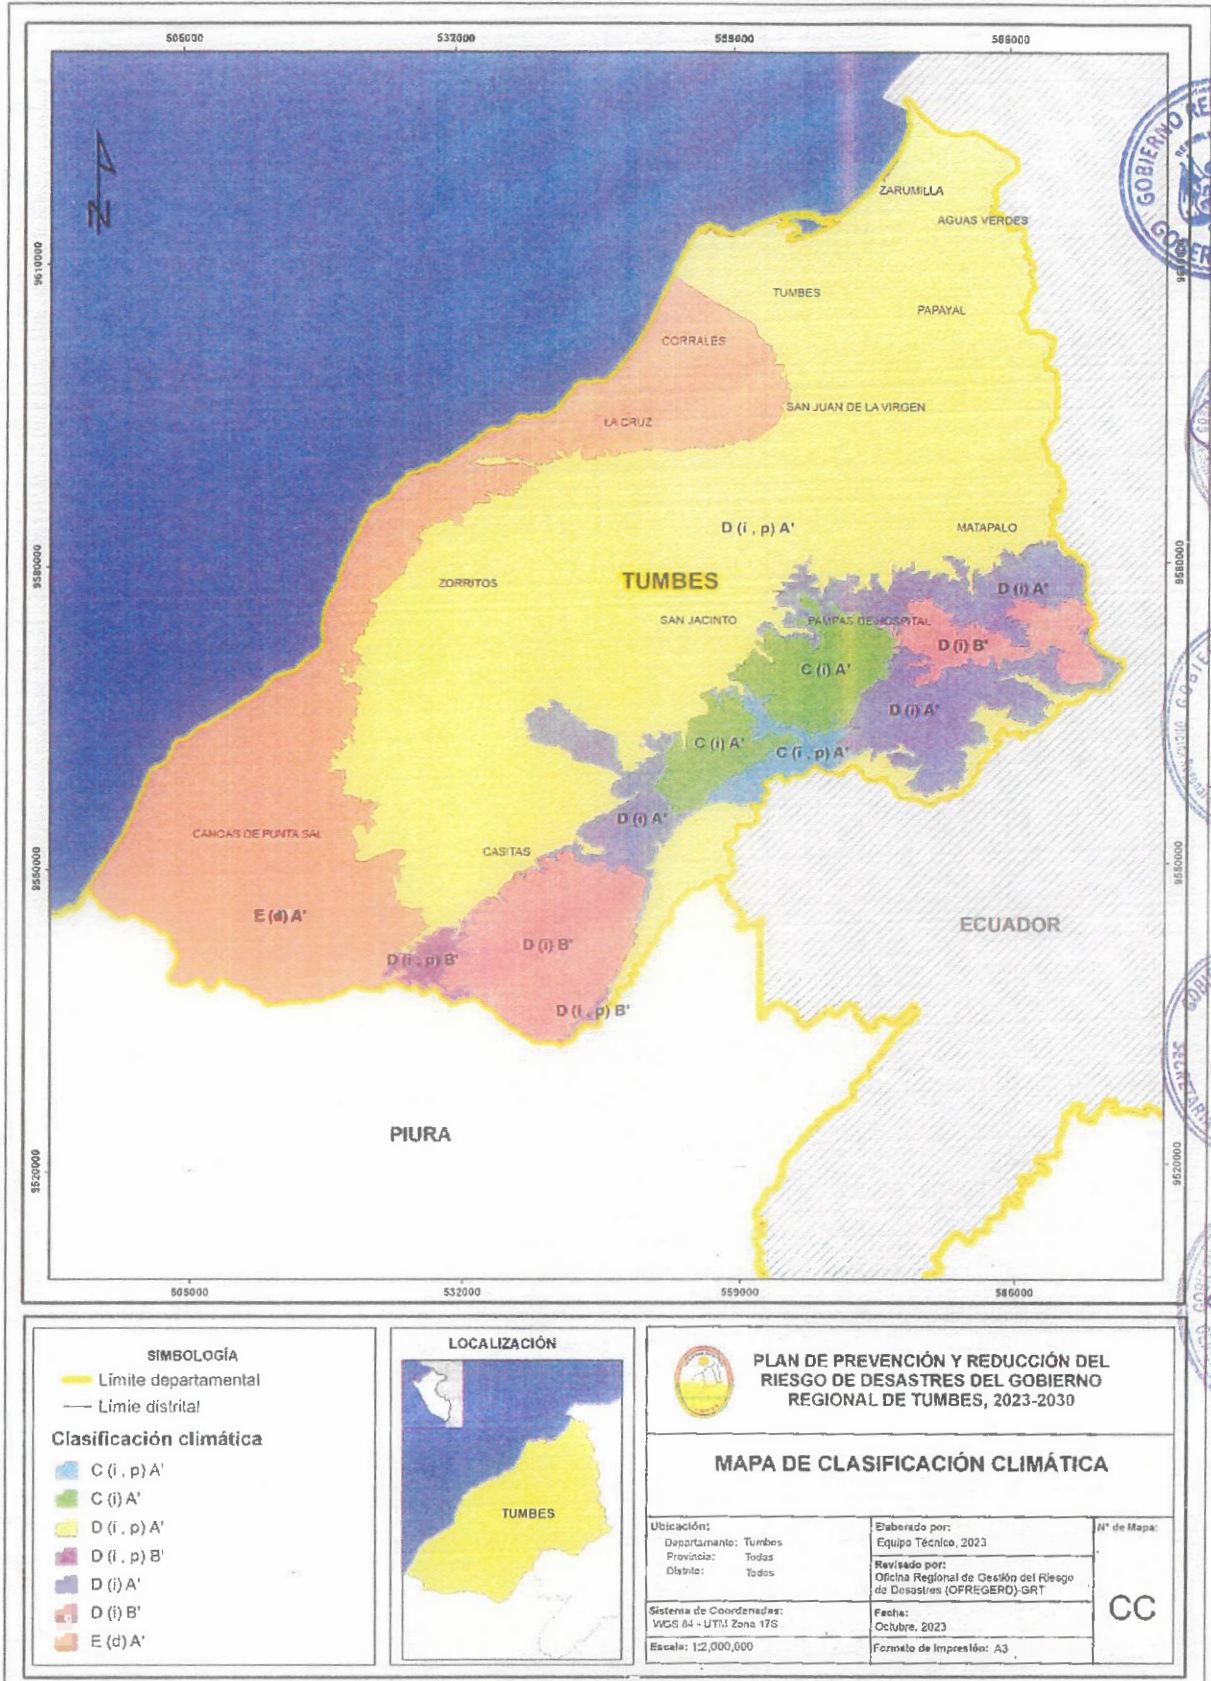 505000 532000 559000 586000
N
9610000
9580000
9550000
9520000
ZARUMILLA
AGUAS VERDES
TUMBES
PAPAYAL
CORRALES
SAN JUAN DE LA VIRGEN
LA CRUZ
D (i , p) A'
MATAPALO
ZORRITOS
TUMBES
D (i) A'
SAN JACINTO
PAMPAS DE HOSPITAL
D (i) B'
C (i) A'
D (i) A'
C (i) A'
C (i , p) A'
D (i) A'
CANOAS DE PUNTA SAL
CASITAS
E (d) A'
ECUADOR
D (i) B'
D (i , p) B'
D (i , p) B'
PIURA
9580000
9550000
9520000
505000 532000 559000 586000
GOBIERNO
SIMBOLOGÍA
Límite departamental
Límie distrital
Clasificación climática
C (i , p) A'
C (i) A'
D (i , p) A'
D (i , p) B'
D (i) A'
D (i) B'
E (d) A'
LOCALIZACIÓN
TUMBES
PLAN DE PREVENCIÓN Y REDUCCIÓN DEL
RIESGO DE DESASTRES DEL GOBIERNO
REGIONAL DE TUMBES, 2023-2030
MAPA DE CLASIFICACIÓN CLIMÁTICA
Ubicación:
Departamento: Tumbes
Provincia: Todas
Distrito: Todos
Sistema de Coordenadas:
WGS 84 - UTM Zona 17S
Escala: 1:2,000,000
Elaborado por:
Equipo Técnico, 2023
Revisado por:
Oficina Regional de Gestión del Riesgo
de Desastres (OFREGERD)-GRT
Fecha:
Octubre, 2023
Formato de Impresión: A3
N° de Mapa:
CC